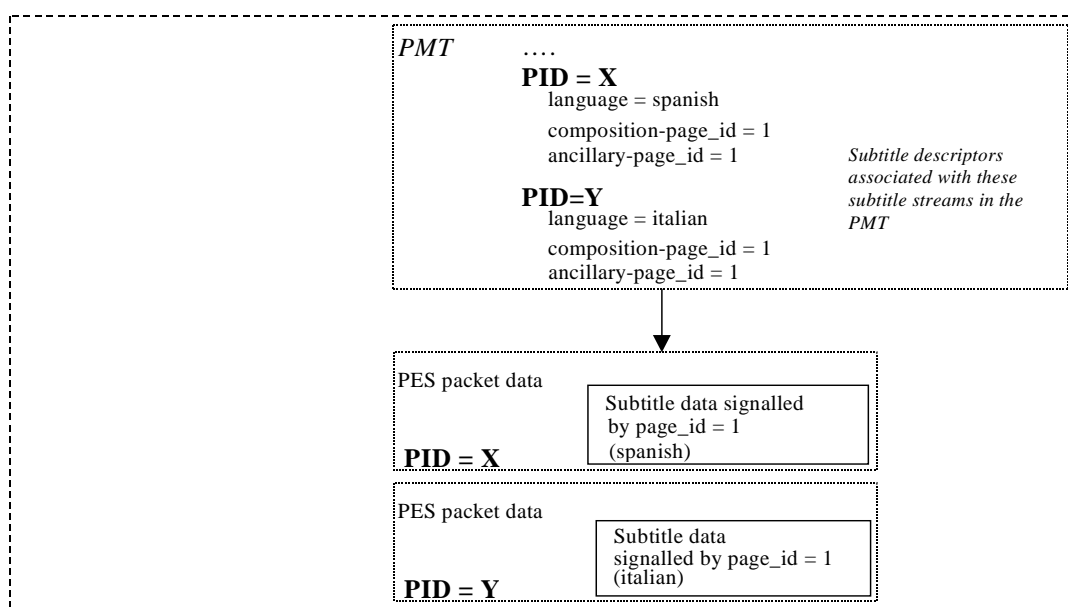 PMT ....
PID = X
language = spanish
composition-page_id = 1
ancillary-page_id = 1
PID=Y
language = italian
composition-page_id = 1
ancillary-page_id = 1
Subtitle descriptors
associated with these
subtitle streams in the
PMT
PES packet data
PID = X
Subtitle data signalled
by page_id = 1
(spanish)
PES packet data
PID = Y
Subtitle data
signalled by page_id = 1
(italian)